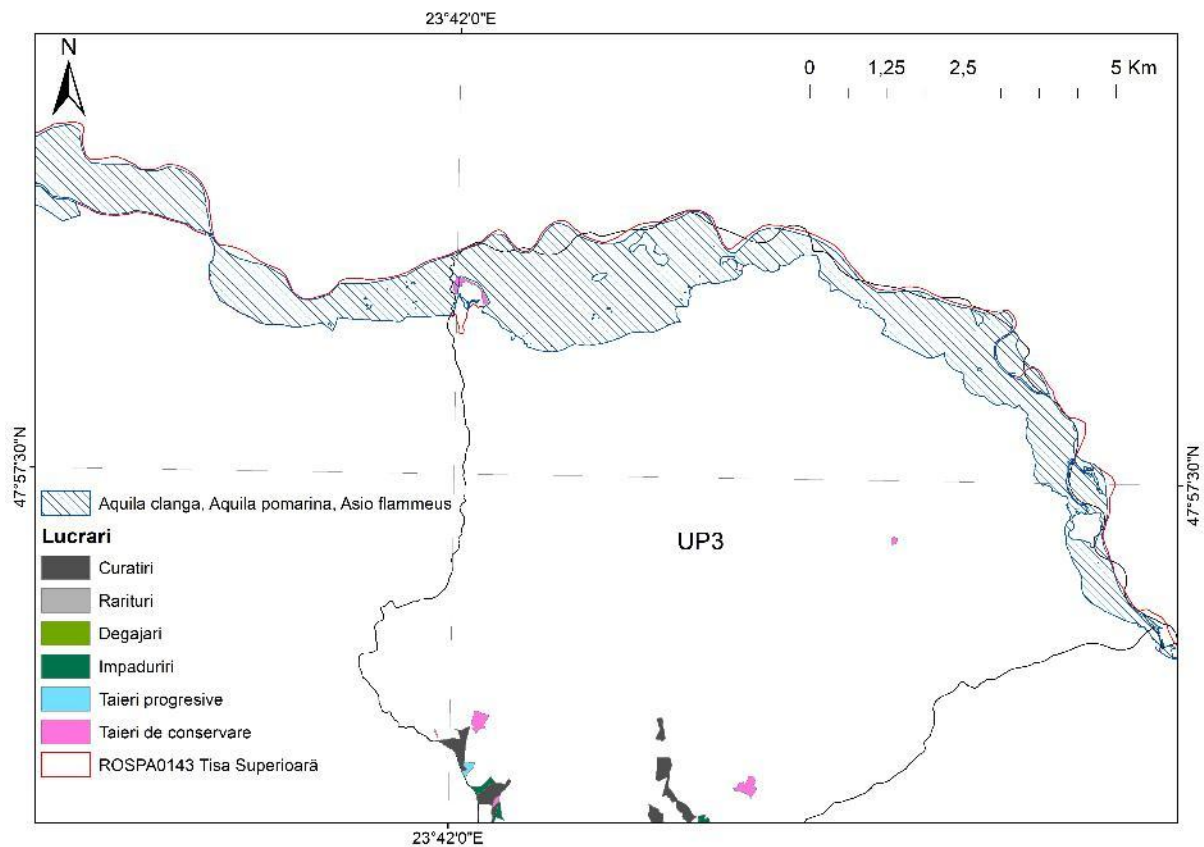 23°42'0"E
N
0 1,25 2,5 5 Km
47°57'30"N
47°57'30"N
Aquila clanga, Aquila pomarina, Asio flammeus
Lucrari
UP3
Curatiri
Rarituri
Degajari
Impaduriri
Taieri progresive
Taieri de conservare
ROSPA0143 Tisa Superioară
23°42'0"E